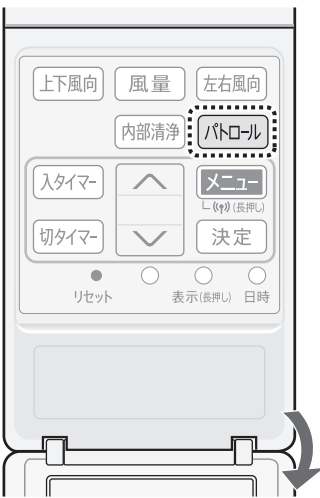 上下風向 風量 左右風向
内部清浄 パトロール
入タイマー メニュー
(長押し)
切タイマー 決定
リセット 表示(長押し) 日時